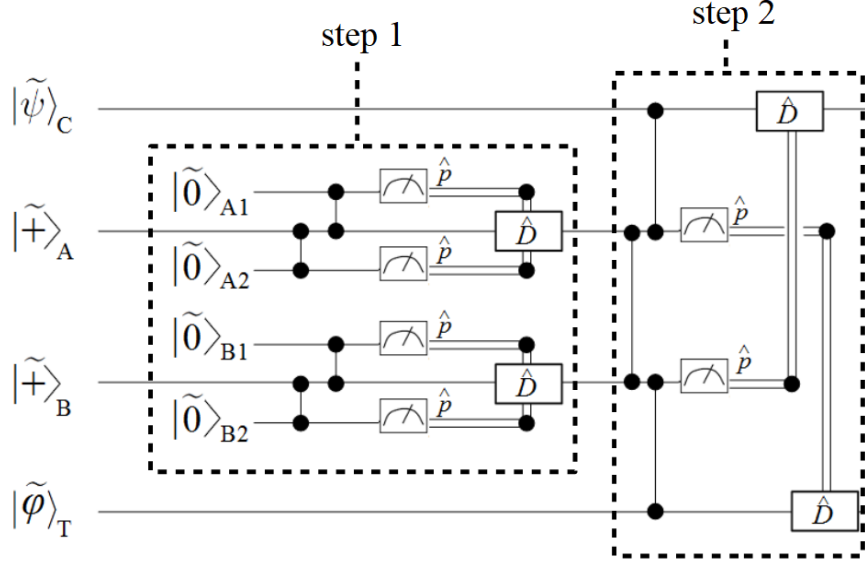 step 1
step 2
|ψ̃⟩C
D̂
|0̃⟩A1
p̂
|+̃⟩A
D̂
p̂
|0̃⟩A2
p̂
|0̃⟩B1
p̂
|+̃⟩B
D̂
p̂
|0̃⟩B2
p̂
|φ̃⟩T
D̂